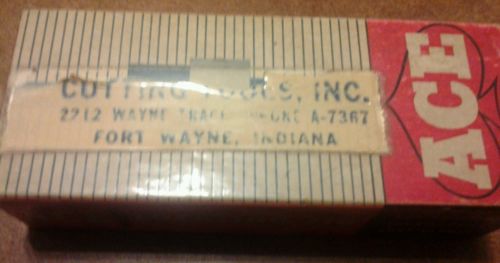 CUTTING TOOLS, INC.
2212 WAYNE TRACE PHONE A-7367
FORT WAYNE, INDIANA
ACE